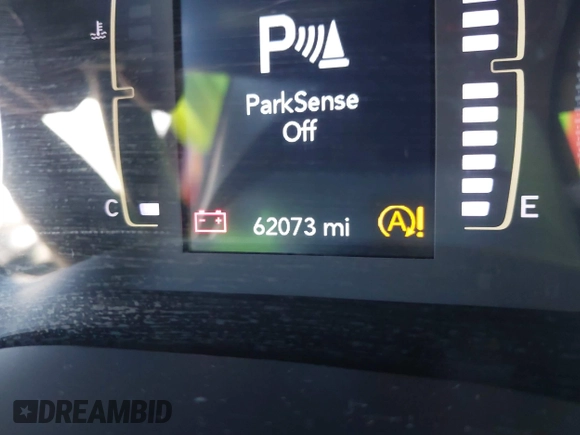 P
ParkSense
Off
C
E
62073 mi
A!
DREAMBID